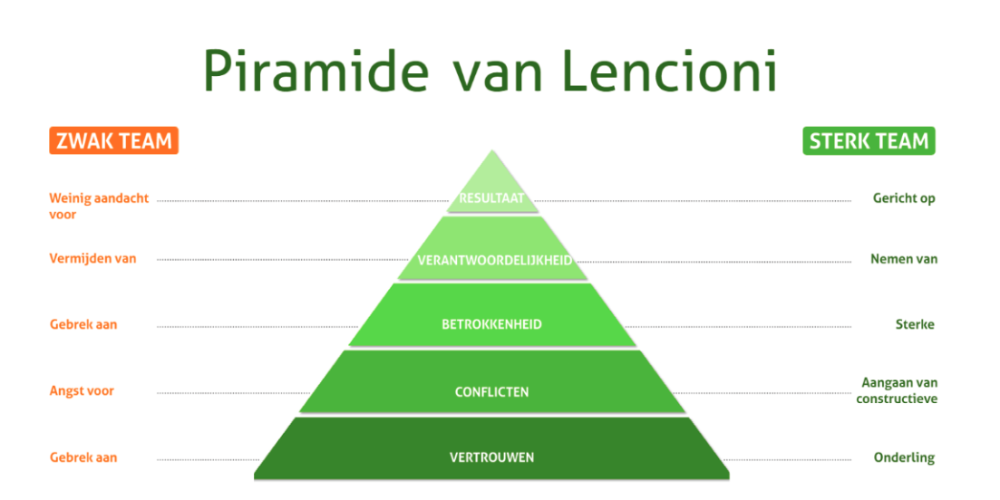 Piramide van Lencioni
ZWAK TEAM
STERK TEAM
Weinig aandacht
voor
RESULTAAT
Gericht op
Vermijden van
VERANTWOORDELIJKHEID
Nemen van
Gebrek aan
BETROKKENHEID
Sterke
Angst voor
CONFLICTEN
Aangaan van
constructieve
Gebrek aan
VERTROUWEN
Onderling